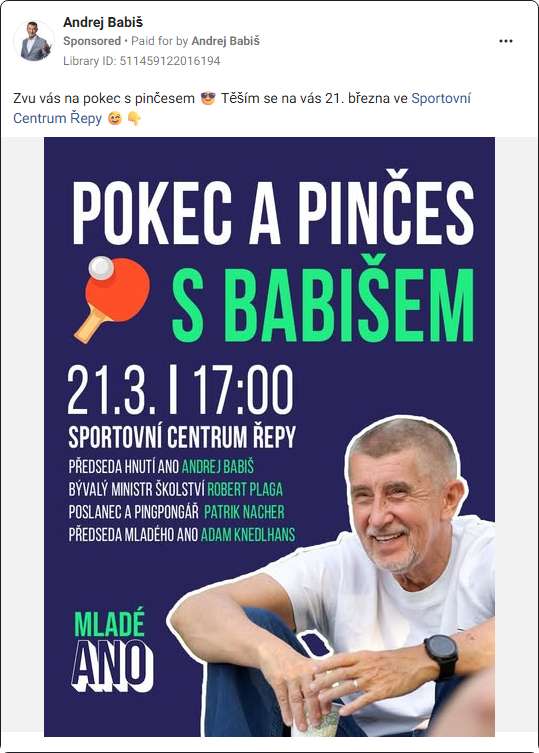 Andrej Babiš
Sponsored • Paid for by Andrej Babiš
Library ID: 511459122016194
Zvu vás na pokec s pinčesem 😎 Těším se na vás 21. března ve Sportovní
Centrum Řepy 😊 👇
POKEC A PINČES
S BABIŠEM
21.3. I 17:00
SPORTOVNÍ CENTRUM ŘEPY
PŘEDSEDA HNUTÍ ANO ANDREJ BABIŠ
BÝVALÝ MINISTR ŠKOLSTVÍ ROBERT PLAGA
POSLANEC A PINGPONGÁŘ PATRIK NACHER
PŘEDSEDA MLADÉHO ANO ADAM KNEDLHANS
MLADÉ
ANO